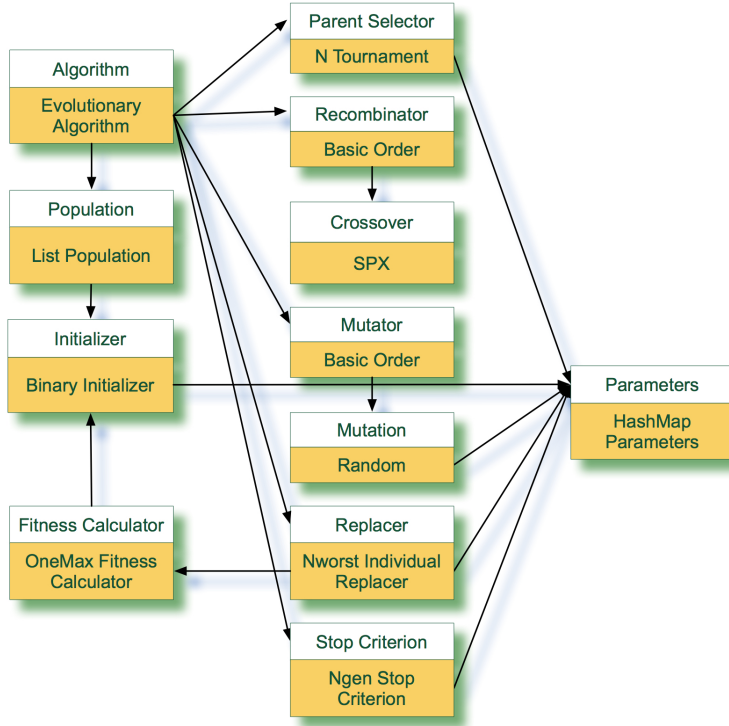 Algorithm
Evolutionary
Algorithm
Population
List Population
Initializer
Binary Initializer
Fitness Calculator
OneMax Fitness
Calculator
Parent Selector
N Tournament
Recombinator
Basic Order
Crossover
SPX
Mutator
Basic Order
Mutation
Random
Replacer
Nworst Individual
Replacer
Stop Criterion
Ngen Stop
Criterion
Parameters
HashMap
Parameters